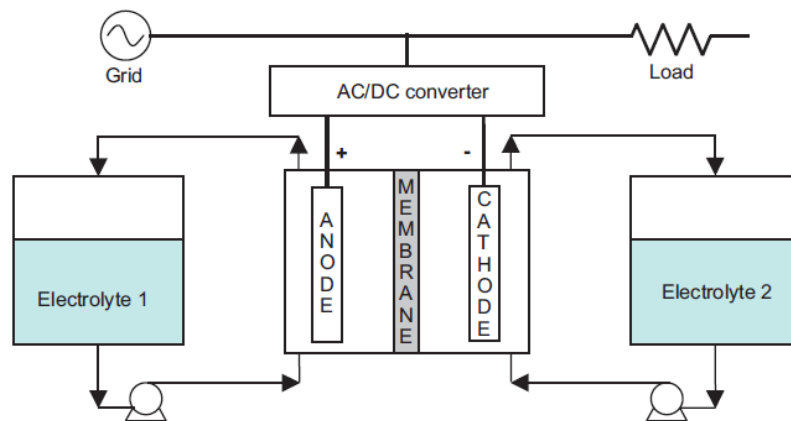 Grid
Load
AC/DC converter
+
-
ANODE
MEMBRANE
CATHODE
Electrolyte 1
Electrolyte 2